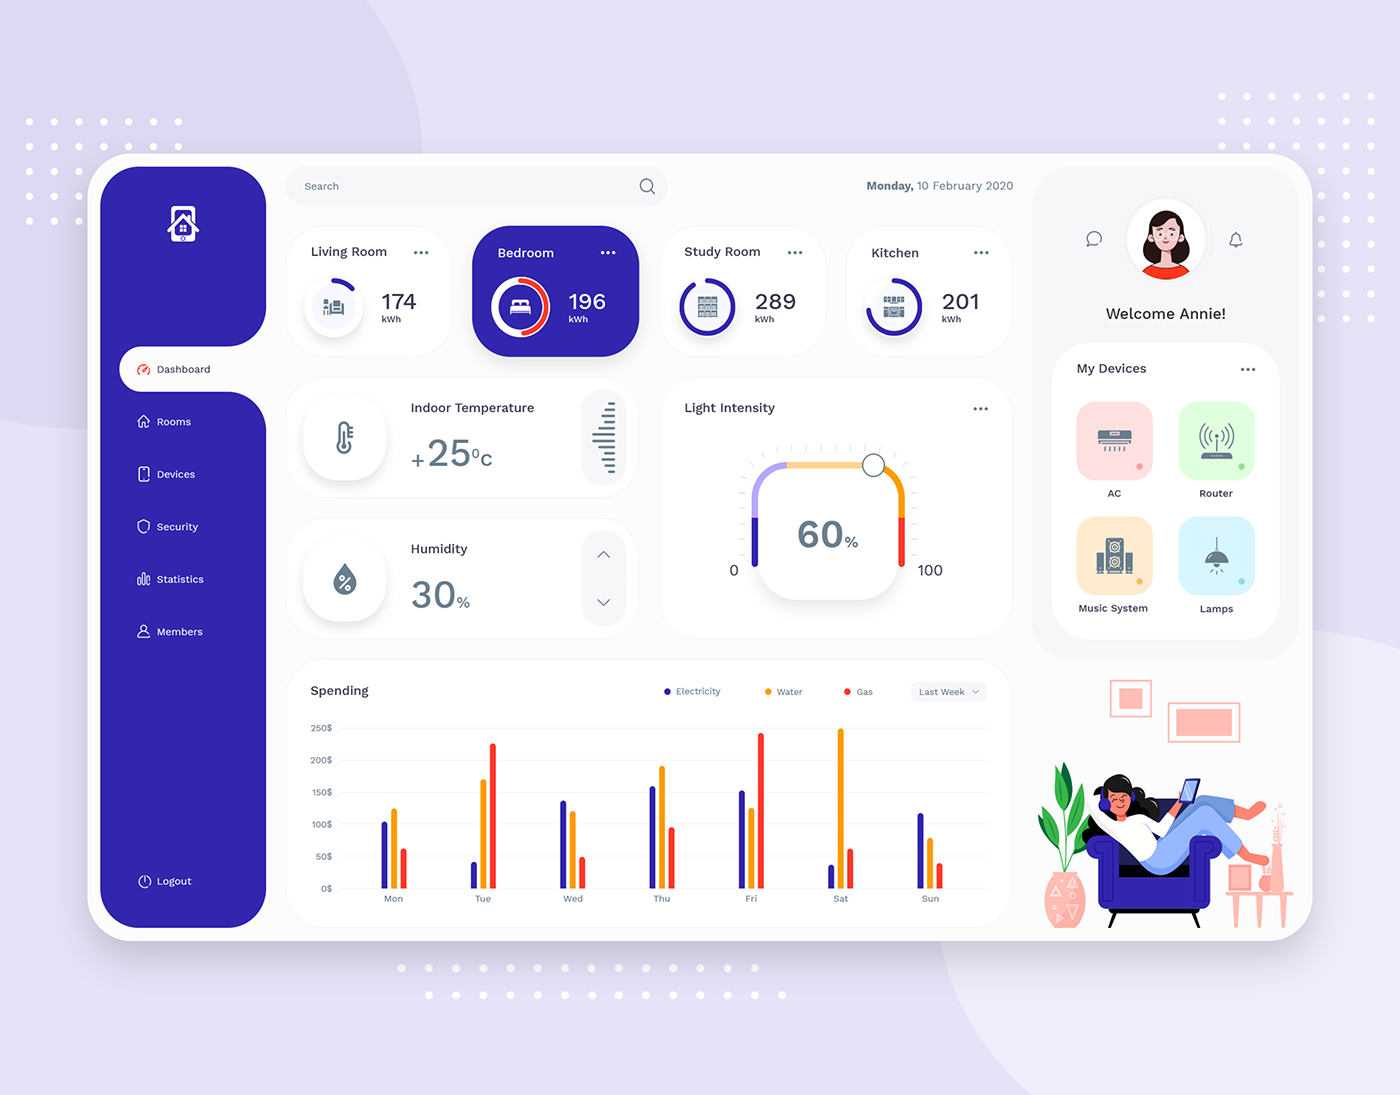 Search
Monday, 10 February 2020
Living Room
174
kWh
Bedroom
196
kWh
Study Room
289
kWh
Kitchen
201
kWh
Welcome Annie!
Dashboard
Rooms
Devices
Security
Statistics
Members
Logout
Indoor Temperature
+25⁰C
Humidity
30%
Light Intensity
60%
0
100
My Devices
AC
Router
Music System
Lamps
Spending
Electricity
Water
Gas
Last Week
250$
200$
150$
100$
50$
0$
Mon
Tue
Wed
Thu
Fri
Sat
Sun